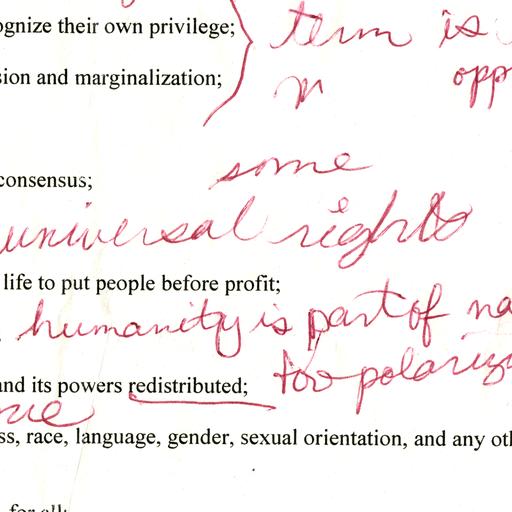 ognize their own privilege; term is
sion and marginalization; opp
some
consensus;
universal rights
life to put people before profit;
humanity is part of na
too polariz
and its powers redistributed;
ss, race, language, gender, sexual orientation, and any oth
for all;